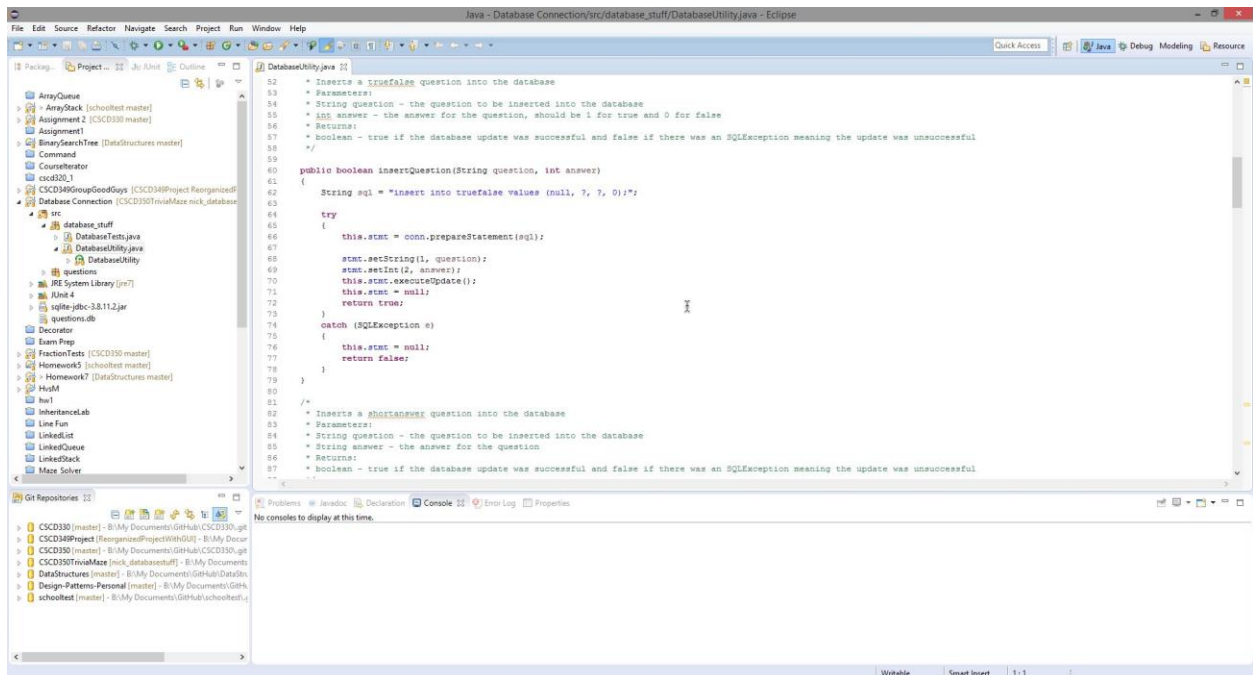 Java - Database Connection/src/database_stuff/DatabaseUtility.java - Eclipse
File Edit Source Refactor Navigate Search Project Run Window Help
Quick Access
Java
Debug
Modeling
Resource
Packag...
Project ...
JUnit
Outline
ArrayQueue
> ArrayStack [schooltest master]
Assignment 2 [CSCD330 master]
Assignment1
BinarySearchTree [DataStructures master]
Command
CourseIterator
cscd320_1
CSCD349GroupGoodGuys [CSCD349Project ReorganizedP
Database Connection [CSCD350TriviaMaze nick_database
src
database_stuff
DatabaseTests.java
DatabaseUtility.java
DatabaseUtility
questions
JRE System Library [jre7]
JUnit 4
sqlite-jdbc-3.8.11.2.jar
questions.db
Decorator
Exam Prep
FractionTests [CSCD350 master]
Homework5 [schooltest master]
> Homework7 [DataStructures master]
HvsM
hw1
InheritanceLab
Line Fun
LinkedList
LinkedQueue
LinkedStack
Maze Solver
Git Repositories
CSCD330 [master] - B:\My Documents\GitHub\CSCD330\.git
CSCD349Project [ReorganizedProjectWithGUI] - B:\My Docum
CSCD350 [master] - B:\My Documents\GitHub\CSCD350\.git
CSCD350TriviaMaze [nick_databasestuff] - B:\My Documents
DataStructures [master] - B:\My Documents\GitHub\DataStru
Design-Patterns-Personal [master] - B:\My Documents\GitHu
schooltest [master] - B:\My Documents\GitHub\schooltest\.g
DatabaseUtility.java
52 * Inserts a truefalse question into the database
53 * Parameters:
54 * String question - the question to be inserted into the database
55 * int answer - the answer for the question, should be 1 for true and 0 for false
56 * Returns:
57 * boolean - true if the database update was successful and false if there was an SQLException meaning the update was unsuccessful
58 */
59
60 public boolean insertQuestion(String question, int answer)
61 {
62 String sql = "insert into truefalse values (null, ?, ?, 0);";
63
64 try
65 {
66 this.stmt = conn.prepareStatement(sql);
67
68 stmt.setString(1, question);
69 stmt.setInt(2, answer);
70 this.stmt.executeUpdate();
71 this.stmt = null;
72 return true;
73 }
74 catch (SQLException e)
75 {
76 this.stmt = null;
77 return false;
78 }
79 }
80
81 /*
82 * Inserts a shortanswer question into the database
83 * Parameters:
84 * String question - the question to be inserted into the database
85 * String answer - the answer for the question
86 * Returns:
87 * boolean - true if the database update was successful and false if there was an SQLException meaning the update was unsuccessful
Problems
Javadoc
Declaration
Console
Error Log
Properties
No consoles to display at this time.
Writable
Smart Insert
1 : 1